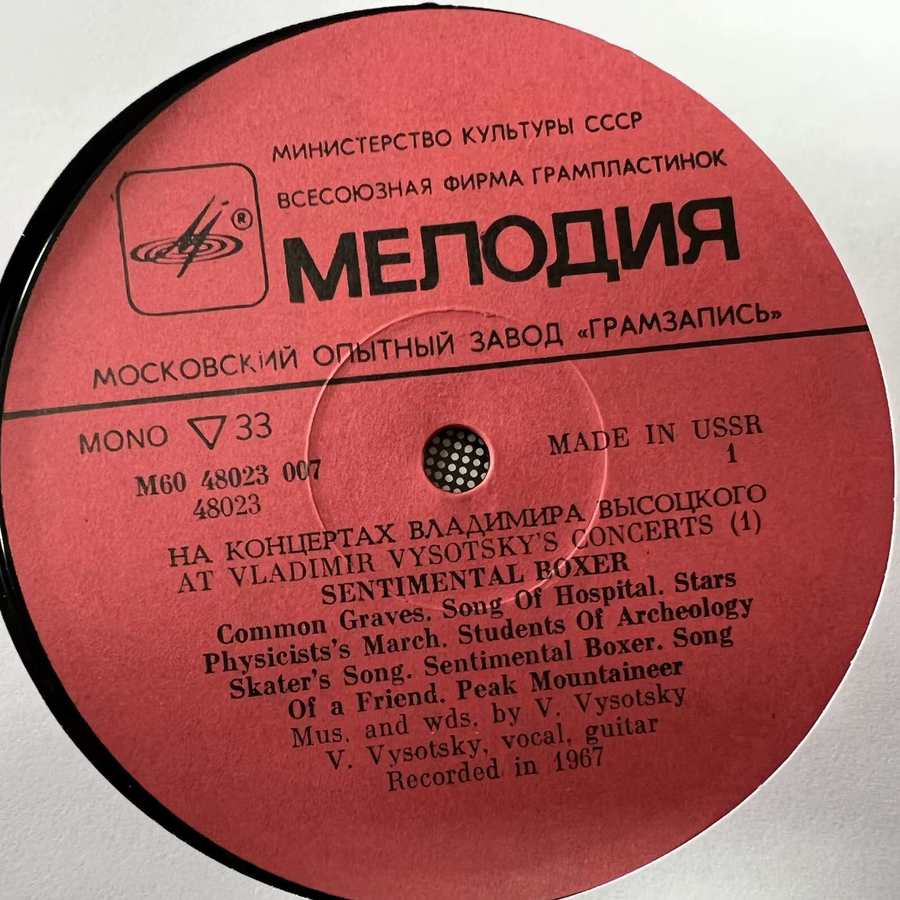 МИНИСТЕРСТВО КУЛЬТУРЫ СССР
ВСЕСОЮЗНАЯ ФИРМА ГРАМПЛАСТИНОК
®
МЕЛОДИЯ
МОСКОВСКИЙ ОПЫТНЫЙ ЗАВОД «ГРАМЗАПИСЬ»
MONO ▽ 33
MADE IN USSR
М60 48023 007
1
48023
НА КОНЦЕРТАХ ВЛАДИМИРА ВЫСОЦКОГО
AT VLADIMIR VYSOTSKY'S CONCERTS (1)
SENTIMENTAL BOXER
Common Graves. Song Of Hospital. Stars
Physicists's March. Students Of Archeology
Skater's Song. Sentimental Boxer. Song
Of a Friend. Peak Mountaineer
Mus. and wds. by V. Vysotsky
V. Vysotsky, vocal, guitar
Recorded in 1967